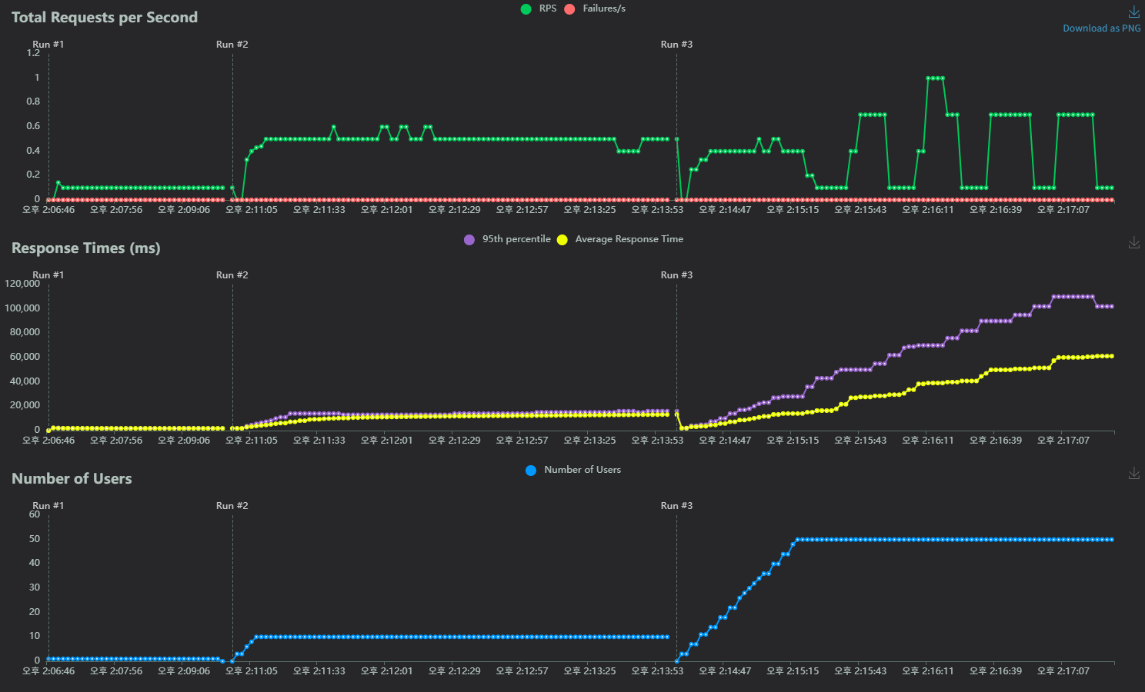 Total Requests per Second
RPS Failures/s
Download as PNG
Run #1 Run #2 Run #3
1.2
1
0.8
0.6
0.4
0.2
0
오후 2:06:46 오후 2:07:56 오후 2:09:06 오후 2:11:05 오후 2:11:33 오후 2:12:01 오후 2:12:29 오후 2:12:57 오후 2:13:25 오후 2:13:53 오후 2:14:47 오후 2:15:15 오후 2:15:43 오후 2:16:11 오후 2:16:39 오후 2:17:07
Response Times (ms)
95th percentile Average Response Time
Run #1 Run #2 Run #3
120,000
100,000
80,000
60,000
40,000
20,000
0
오후 2:06:46 오후 2:07:56 오후 2:09:06 오후 2:11:05 오후 2:11:33 오후 2:12:01 오후 2:12:29 오후 2:12:57 오후 2:13:25 오후 2:13:53 오후 2:14:47 오후 2:15:15 오후 2:15:43 오후 2:16:11 오후 2:16:39 오후 2:17:07
Number of Users
Number of Users
Run #1 Run #2 Run #3
60
50
40
30
20
10
0
오후 2:06:46 오후 2:07:56 오후 2:09:06 오후 2:11:05 오후 2:11:33 오후 2:12:01 오후 2:12:29 오후 2:12:57 오후 2:13:25 오후 2:13:53 오후 2:14:47 오후 2:15:15 오후 2:15:43 오후 2:16:11 오후 2:16:39 오후 2:17:07